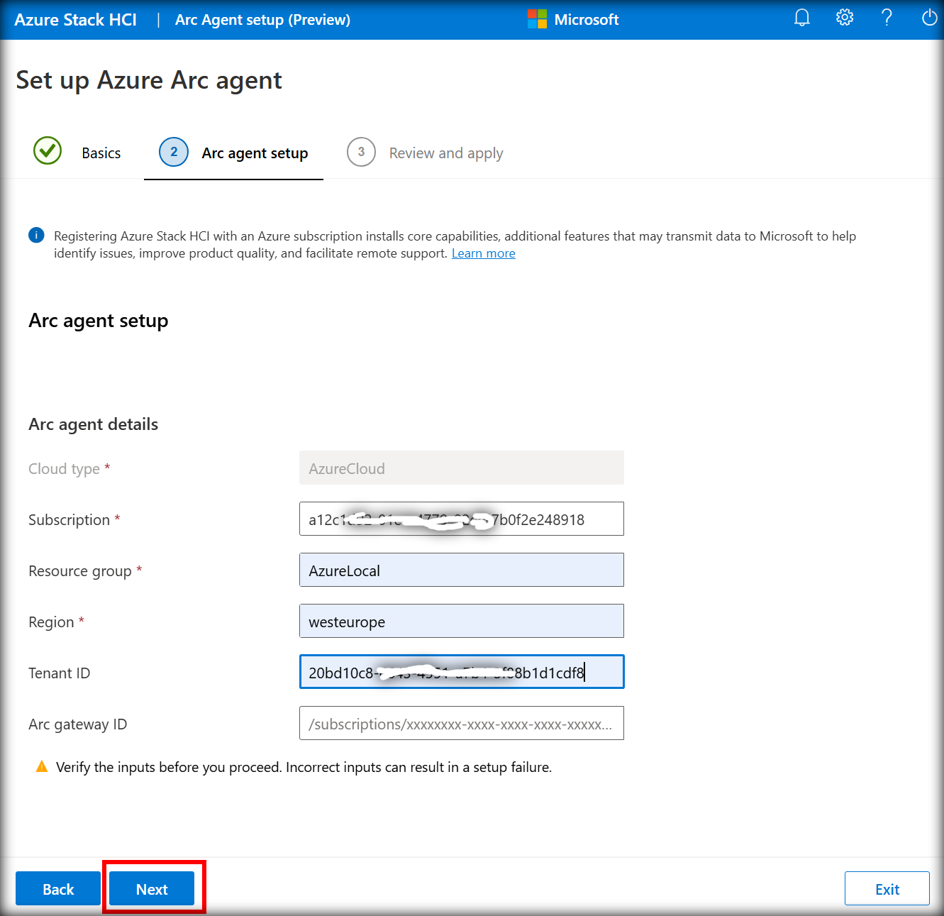 Azure Stack HCI | Arc Agent setup (Preview) Microsoft ?
Set up Azure Arc agent
Basics 2 Arc agent setup 3 Review and apply
i Registering Azure Stack HCI with an Azure subscription installs core capabilities, additional features that may transmit data to Microsoft to help
identify issues, improve product quality, and facilitate remote support. Learn more
Arc agent setup
Arc agent details
Cloud type * AzureCloud
Subscription * 7b0f2e248918
Resource group * AzureLocal
Region * westeurope
Tenant ID 20bd10c8- 8b1d1cdf8
Arc gateway ID /subscriptions/xxxxxxxx-xxxx-xxxx-xxxx-xxxxx...
Verify the inputs before you proceed. Incorrect inputs can result in a setup failure.
Back Next Exit